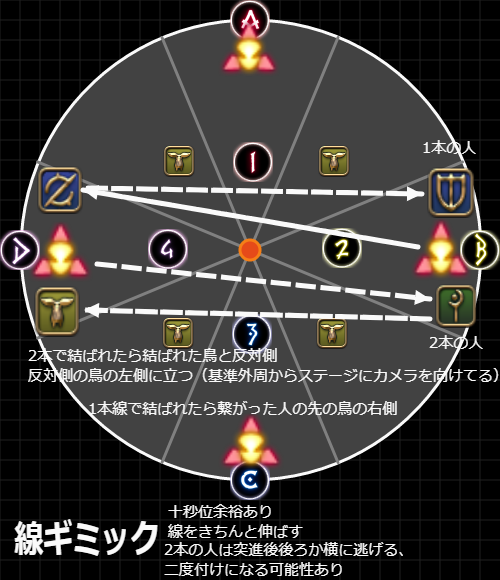 A
1本の人
1
D
4
2
B
3
2本の人
2本で結ばれたら結ばれた鳥と反対側
反対側の鳥の左側に立つ（基準外周からステージにカメラを向けてる）
1本線で結ばれたら繋がった人の先の鳥の右側
C
十秒位余裕あり
線ギミック
線をきちんと伸ばす
2本の人は突進後後ろか横に逃げる、
二度付けになる可能性あり